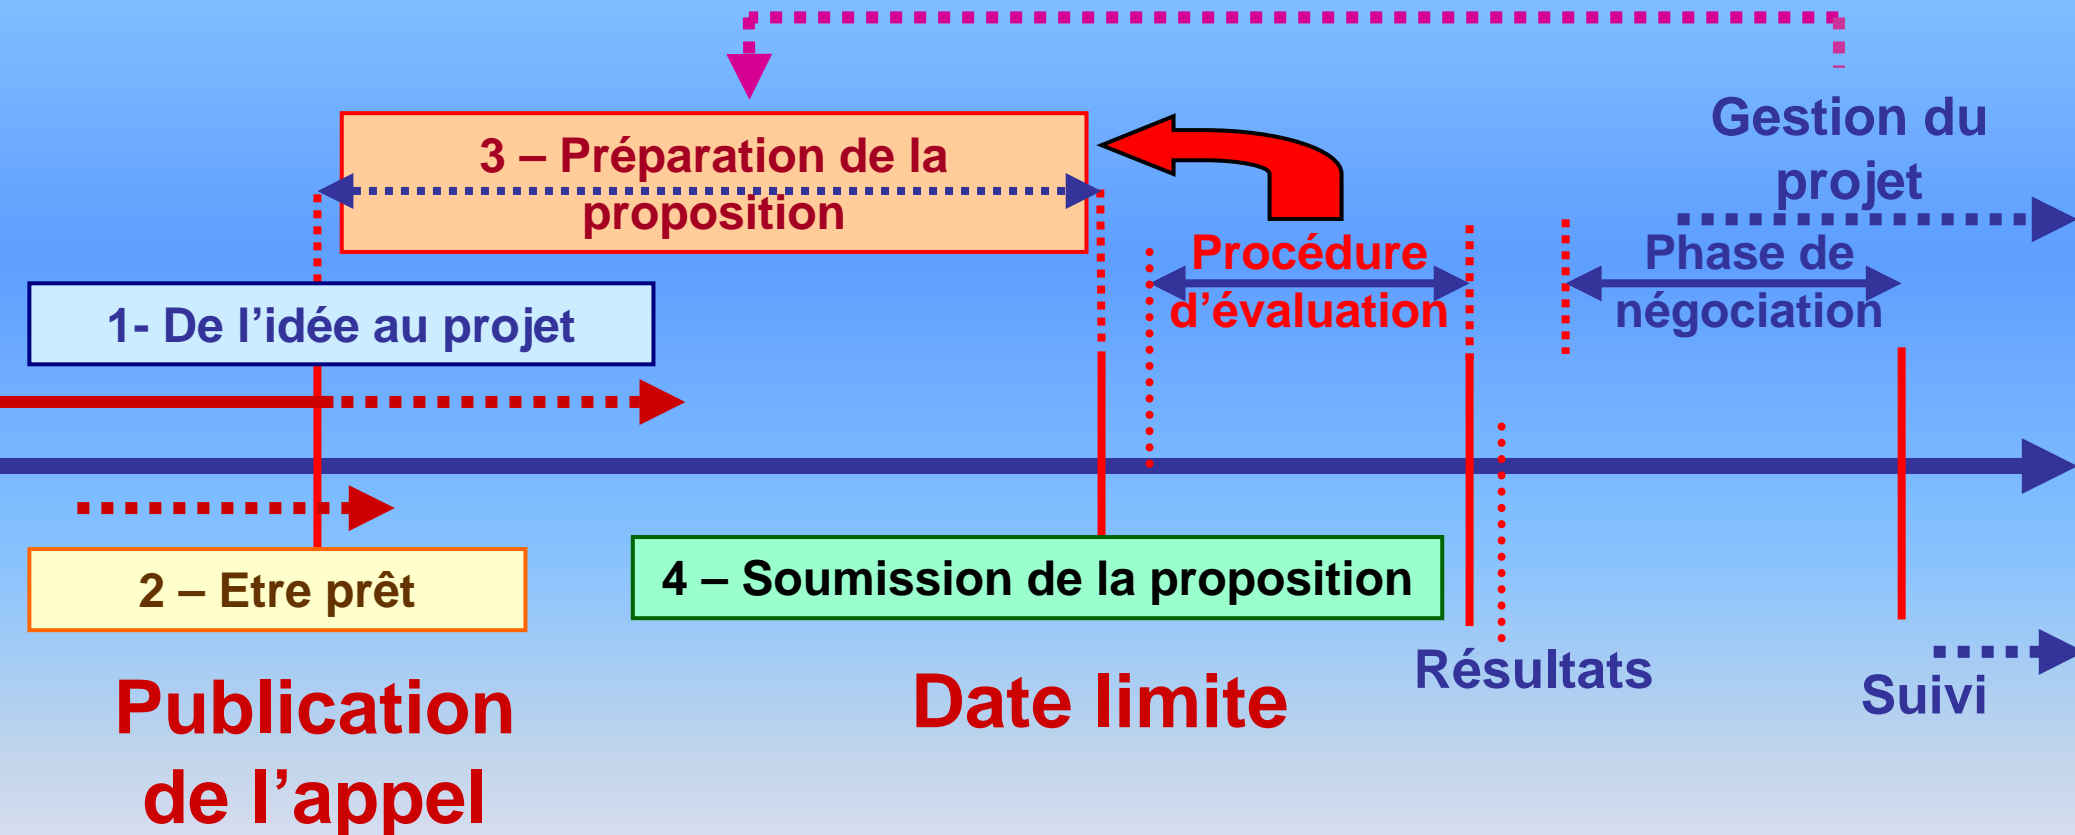 Gestion du
projet
3 – Préparation de la
proposition
Procédure
d’évaluation
Phase de
négociation
1- De l’idée au projet
2 – Etre prêt
4 – Soumission de la proposition
Publication
de l’appel
Date limite
Résultats
Suivi